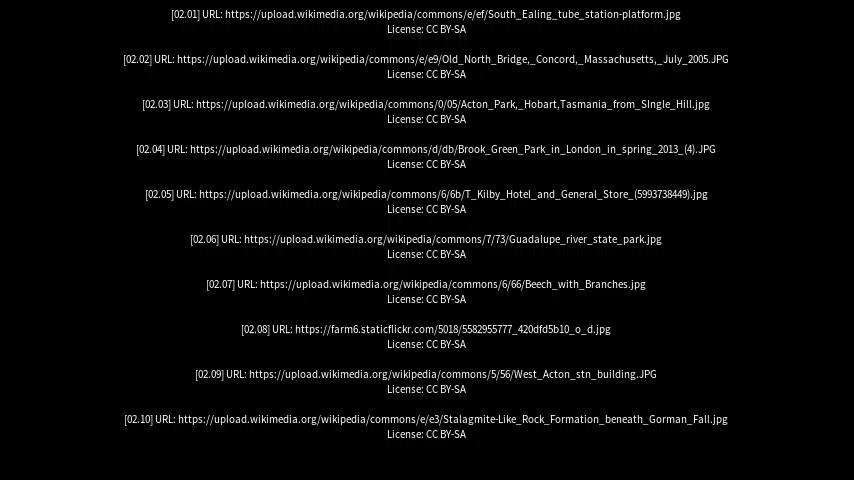 [02.01] URL: https://upload.wikimedia.org/wikipedia/commons/e/ef/South_Ealing_tube_station-platform.jpg
License: CC BY-SA
[02.02] URL: https://upload.wikimedia.org/wikipedia/commons/e/e9/Old_North_Bridge,_Concord,_Massachusetts,_July_2005.JPG
License: CC BY-SA
[02.03] URL: https://upload.wikimedia.org/wikipedia/commons/0/05/Acton_Park,_Hobart,Tasmania_from_SIngle_Hill.jpg
License: CC BY-SA
[02.04] URL: https://upload.wikimedia.org/wikipedia/commons/d/db/Brook_Green_Park_in_London_in_spring_2013_(4).JPG
License: CC BY-SA
[02.05] URL: https://upload.wikimedia.org/wikipedia/commons/6/6b/T_Kilby_Hotel_and_General_Store_(5993738449).jpg
License: CC BY-SA
[02.06] URL: https://upload.wikimedia.org/wikipedia/commons/7/73/Guadalupe_river_state_park.jpg
License: CC BY-SA
[02.07] URL: https://upload.wikimedia.org/wikipedia/commons/6/66/Beech_with_Branches.jpg
License: CC BY-SA
[02.08] URL: https://farm6.staticflickr.com/5018/5582955777_420dfd5b10_o_d.jpg
License: CC BY-SA
[02.09] URL: https://upload.wikimedia.org/wikipedia/commons/5/56/West_Acton_stn_building.JPG
License: CC BY-SA
[02.10] URL: https://upload.wikimedia.org/wikipedia/commons/e/e3/Stalagmite-Like_Rock_Formation_beneath_Gorman_Fall.jpg
License: CC BY-SA